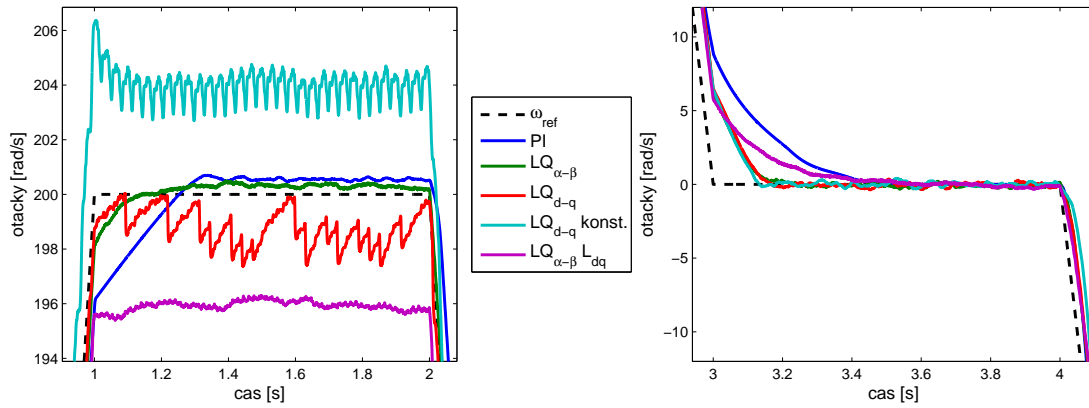 otacky [rad/s]
206
204
202
200
198
196
194
1
1.2
1.4
1.6
1.8
2
cas [s]
ω_ref
PI
LQ_α−β
LQ_d−q
LQ_d−q konst.
LQ_α−β L_dq
otacky [rad/s]
10
5
0
−5
−10
3
3.2
3.4
3.6
3.8
4
cas [s]